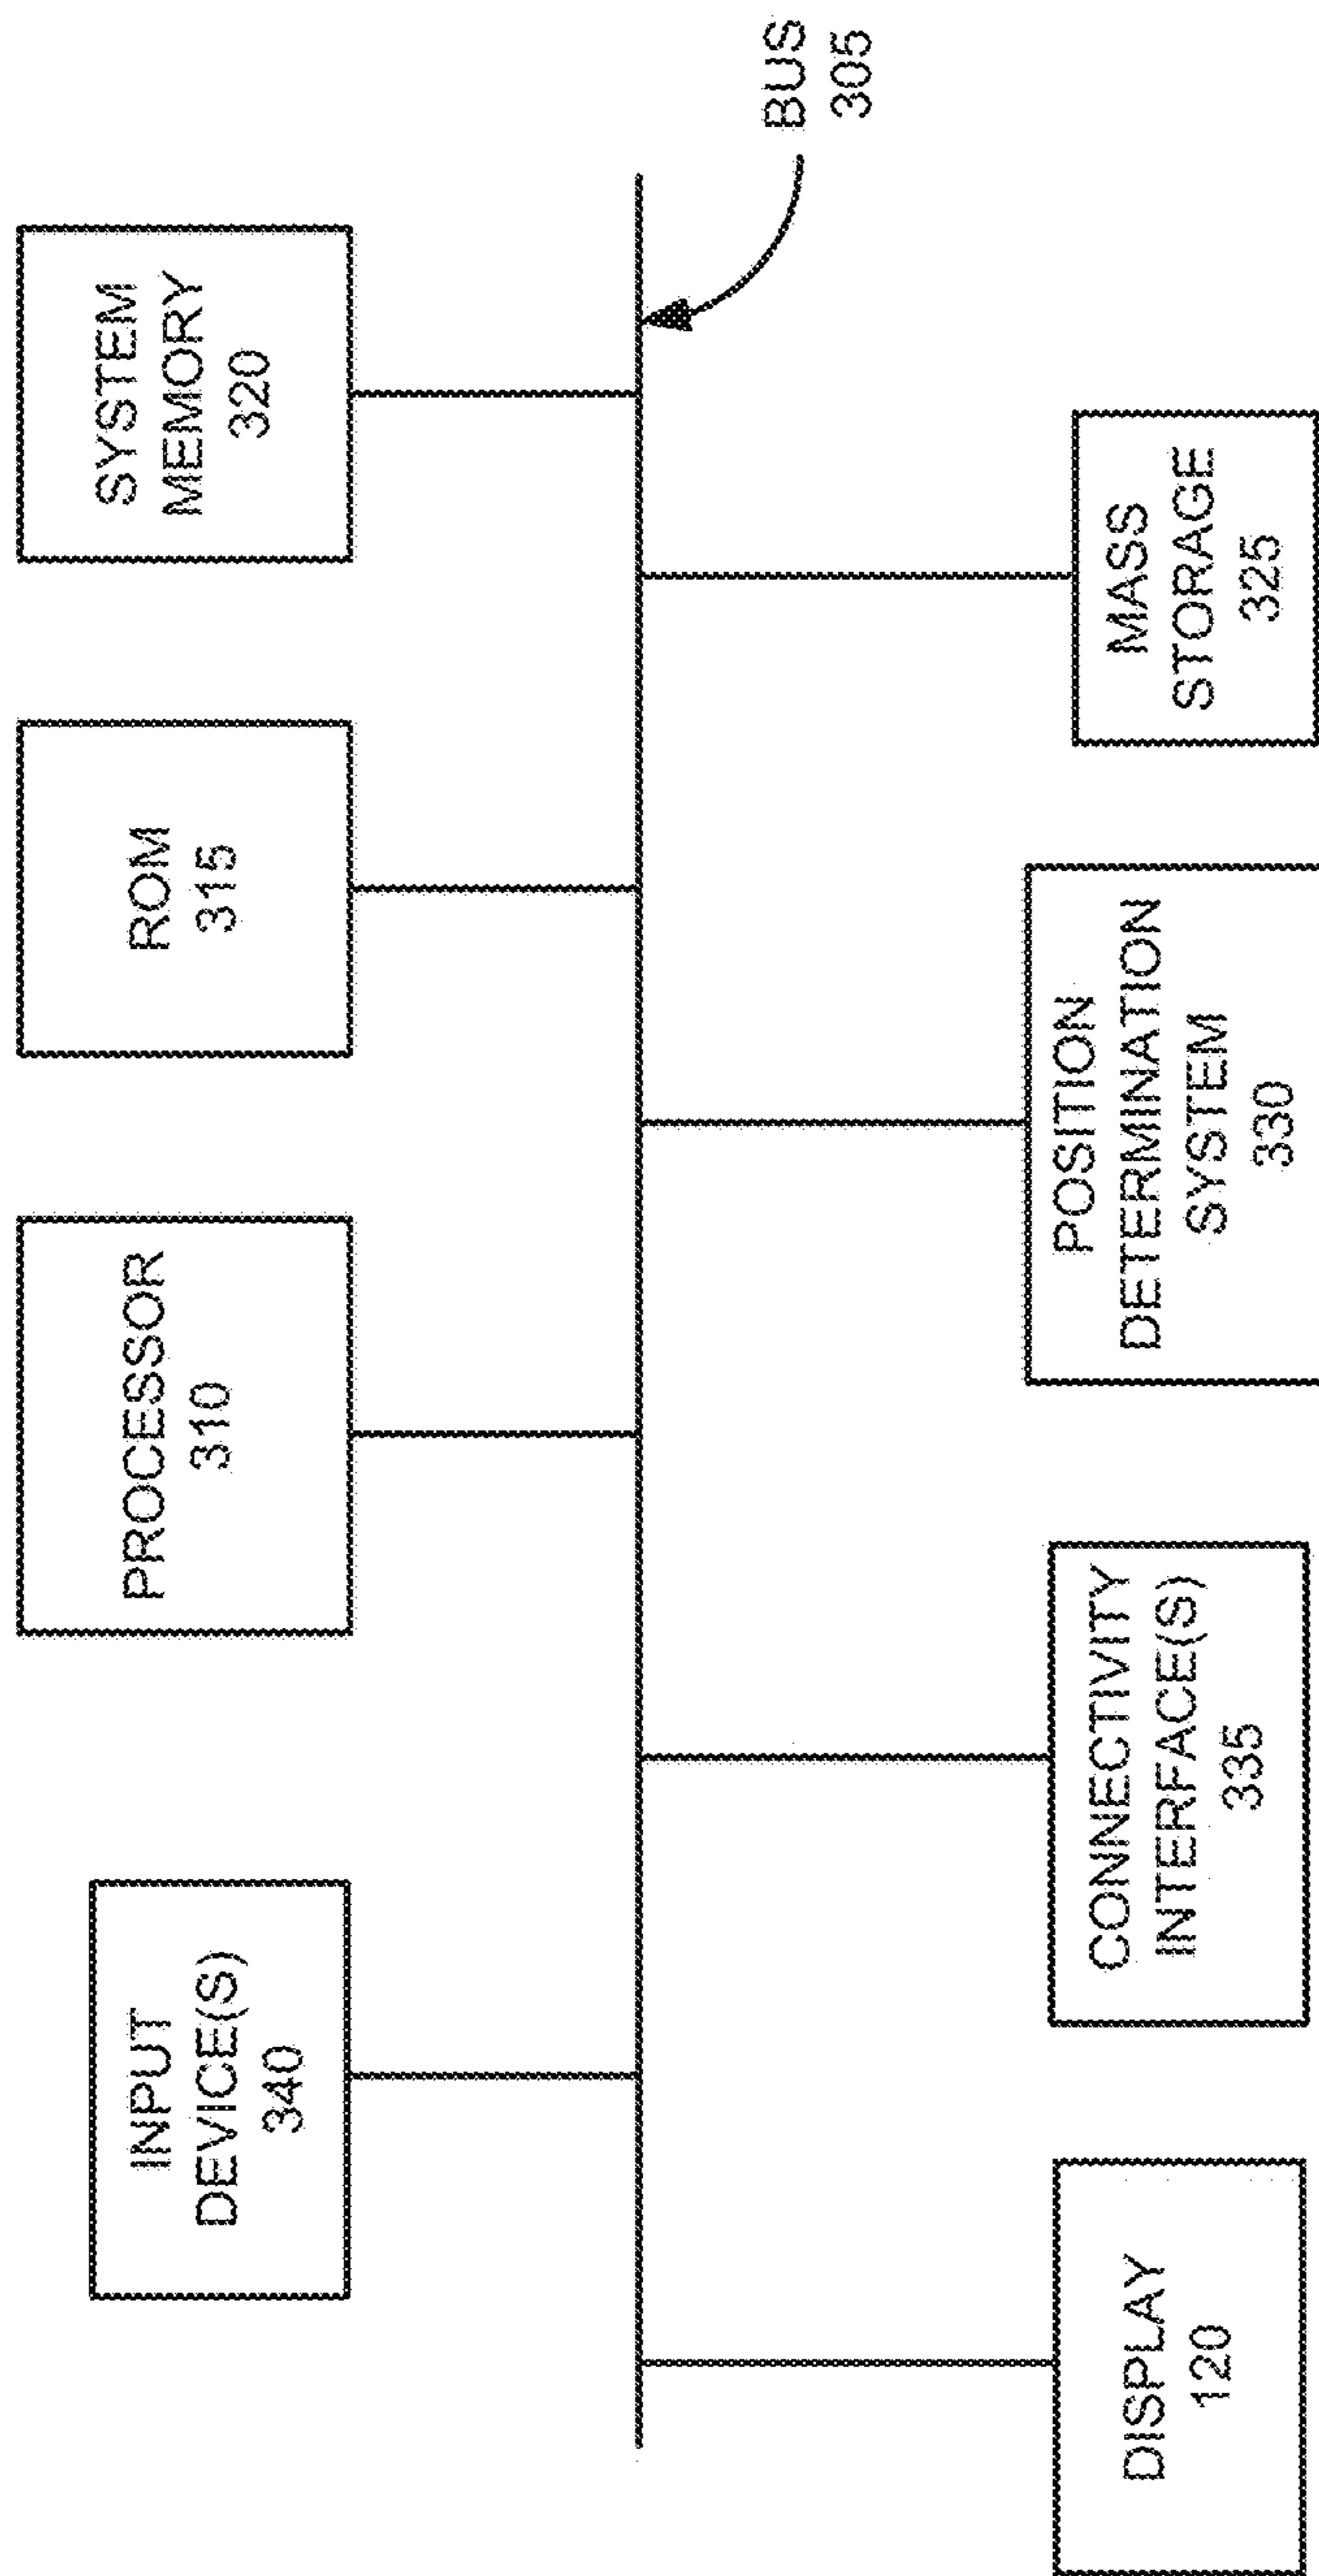 INPUT
DEVICE(S)
340
PROCESSOR
310
ROM
315
SYSTEM
MEMORY
320
BUS
305
DISPLAY
120
CONNECTIVITY
INTERFACE(S)
335
POSITION
DETERMINATION
SYSTEM
330
MASS
STORAGE
325